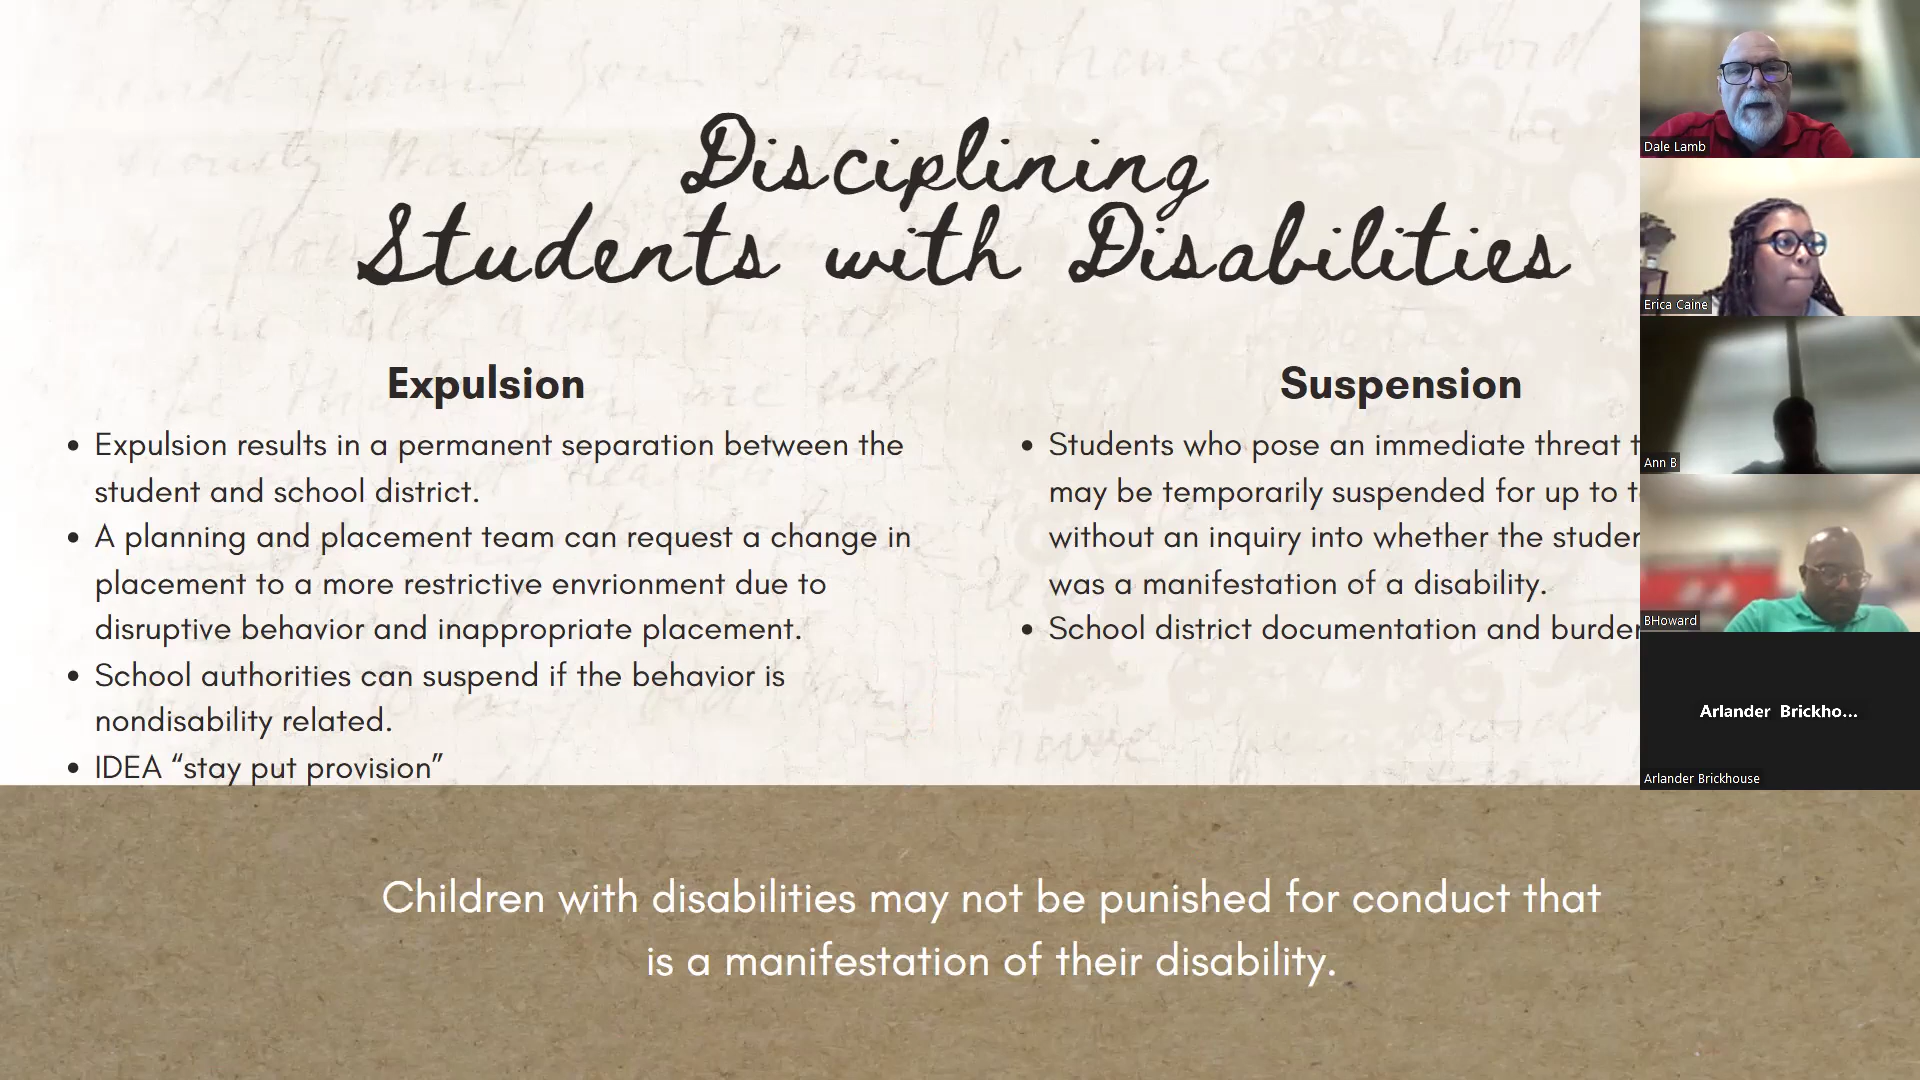 Disciplining
Students with Disabilities
Expulsion
• Expulsion results in a permanent separation between the
student and school district.
• A planning and placement team can request a change in
placement to a more restrictive envrionment due to
disruptive behavior and inappropriate placement.
• School authorities can suspend if the behavior is
nondisability related.
• IDEA “stay put provision”
Suspension
• Students who pose an immediate threat
may be temporarily suspended for up to
without an inquiry into whether the
was a manifestation of a disability.
• School district documentation and
Children with disabilities may not be punished for conduct that
is a manifestation of their disability.
Dale Lamb
Erica Caine
Ann B
BHoward
Arlander Brickho...
Arlander Brickhouse